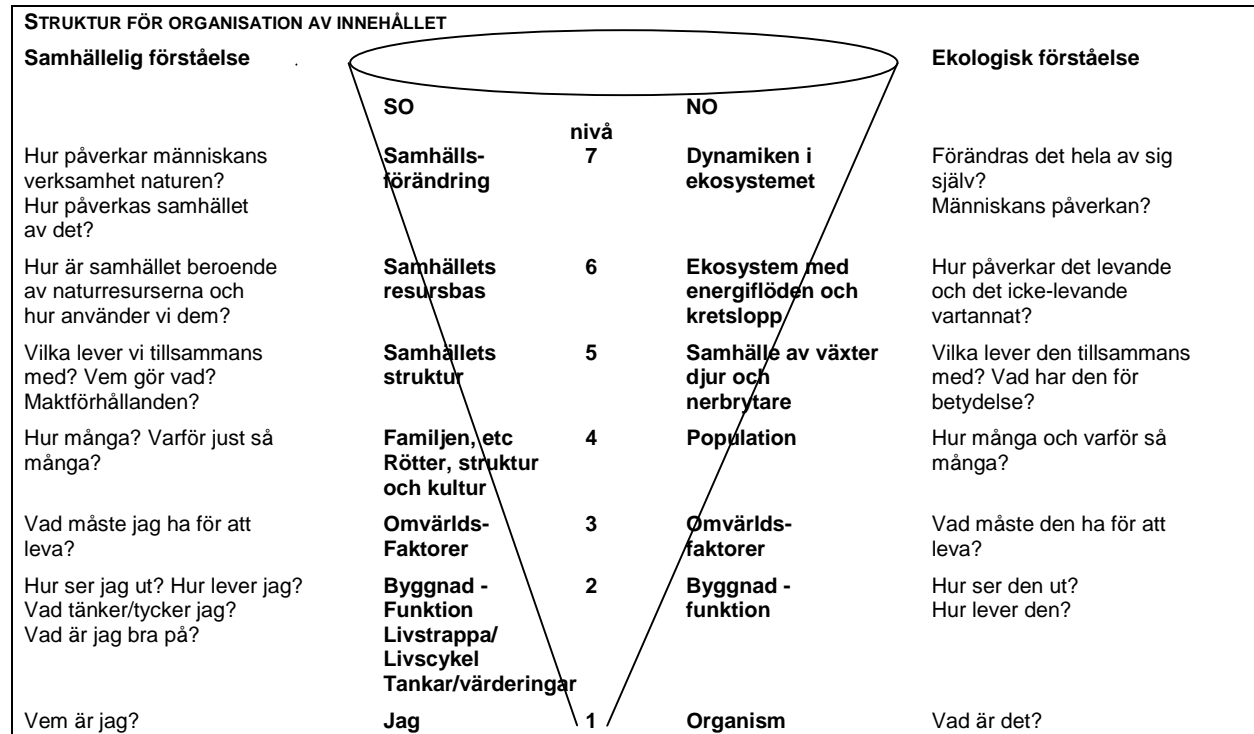 STRUKTUR FÖR ORGANISATION AV INNEHÅLLET
Samhällelig förståelse . Ekologisk förståelse
SO NO
nivå
Hur påverkar människans Samhälls- 7 Dynamiken i Förändras det hela av sig
verksamhet naturen? förändring ekosystemet själv?
Hur påverkas samhället Människans påverkan?
av det?
Hur är samhället beroende Samhällets 6 Ekosystem med Hur påverkar det levande
av naturresurserna och resursbas energiflöden och och det icke-levande
hur använder vi dem? kretslopp vartannat?
Vilka lever vi tillsammans Samhällets 5 Samhälle av växter Vilka lever den tillsammans
med? Vem gör vad? struktur djur och med? Vad har den för
Maktförhållanden? nerbrytare betydelse?
Hur många? Varför just så Familjen, etc 4 Population Hur många och varför så
många? Rötter, struktur många?
och kultur
Vad måste jag ha för att Omvärlds- 3 Omvärlds- Vad måste den ha för att
leva? Faktorer faktorer leva?
Hur ser jag ut? Hur lever jag? Byggnad - 2 Byggnad - Hur ser den ut?
Vad tänker/tycker jag? Funktion funktion Hur lever den?
Vad är jag bra på? Livstrappa/
Livscykel
Tankar/värderingar
Vem är jag? Jag 1 Organism Vad är det?